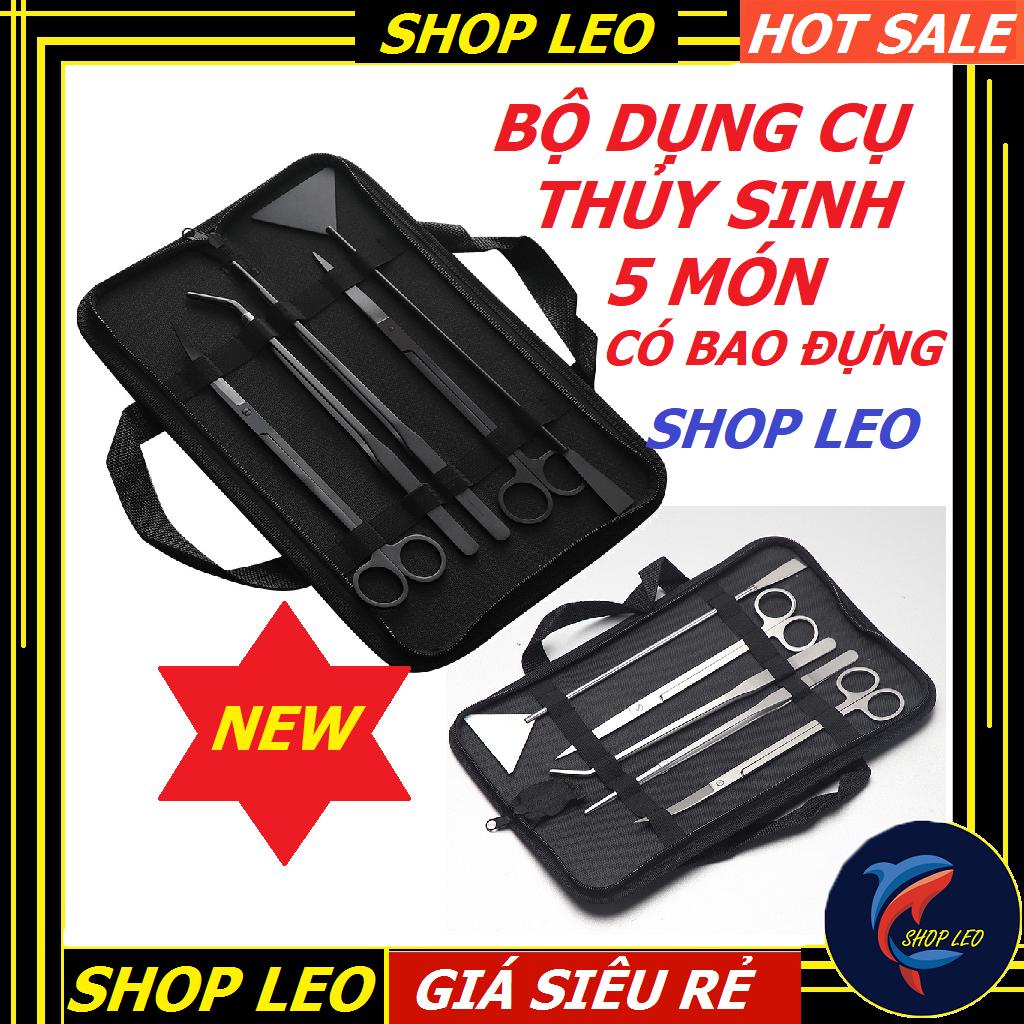 SHOP LEO
HOT SALE
BỘ DỤNG CỤ
THỦY SINH
5 MÓN
CÓ BAO ĐỰNG
SHOP LEO
NEW
SHOP LEO
SHOP LEO
GIÁ SIÊU RẺ